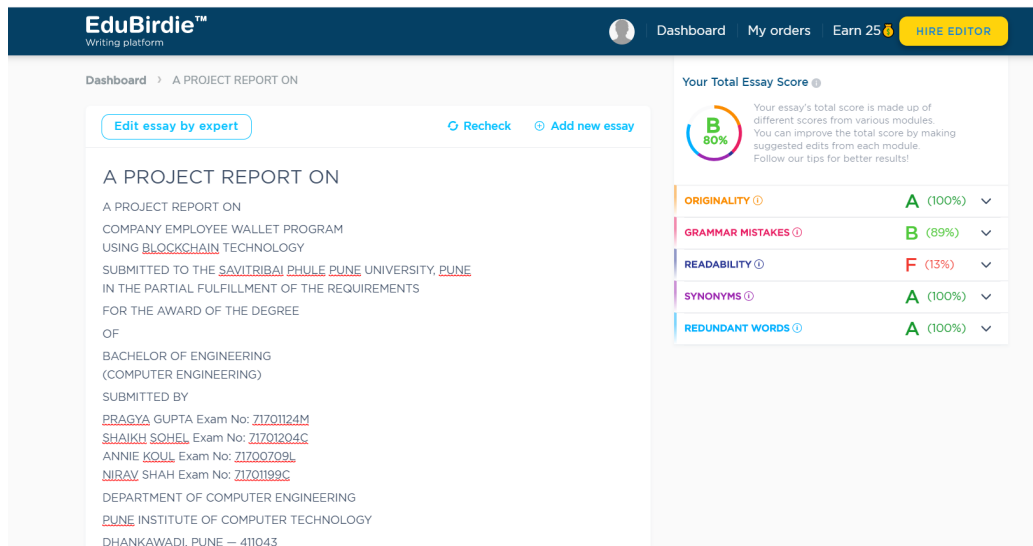 EduBirdie™
Writing platform
Dashboard
My orders
Earn 25
HIRE EDITOR
Dashboard > A PROJECT REPORT ON
Edit essay by expert
Recheck
Add new essay
A PROJECT REPORT ON
A PROJECT REPORT ON
COMPANY EMPLOYEE WALLET PROGRAM
USING BLOCKCHAIN TECHNOLOGY
SUBMITTED TO THE SAVITRIBAI PHULE PUNE UNIVERSITY, PUNE
IN THE PARTIAL FULFILLMENT OF THE REQUIREMENTS
FOR THE AWARD OF THE DEGREE
OF
BACHELOR OF ENGINEERING
(COMPUTER ENGINEERING)
SUBMITTED BY
PRAGYA GUPTA Exam No: 71701124M
SHAIKH SOHEL Exam No: 71701204C
ANNIE KOUL Exam No: 71700709L
NIRAV SHAH Exam No: 71701199C
DEPARTMENT OF COMPUTER ENGINEERING
PUNE INSTITUTE OF COMPUTER TECHNOLOGY
DHANKAWADI, PUNE — 411043
Your Total Essay Score
B
80%
Your essay's total score is made up of
different scores from various modules.
You can improve the total score by making
suggested edits from each module.
Follow our tips for better results!
ORIGINALITY A (100%)
GRAMMAR MISTAKES B (89%)
READABILITY F (13%)
SYNONYMS A (100%)
REDUNDANT WORDS A (100%)